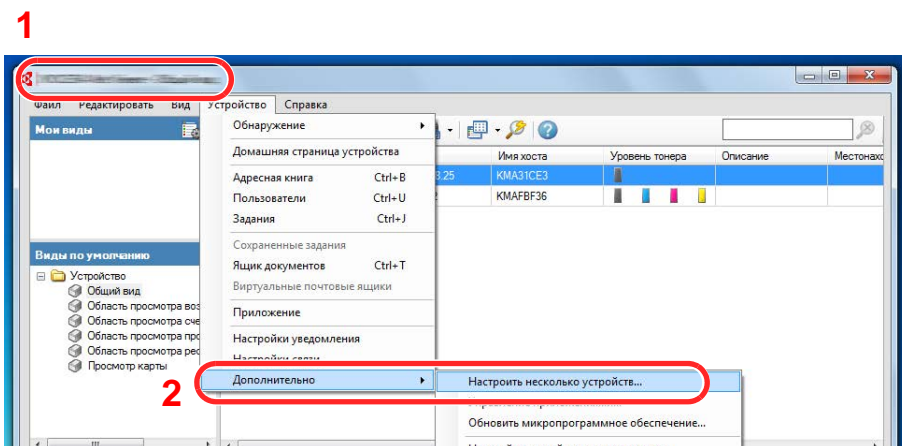 1
Файл Редактировать Вид Устройство Справка
Мои виды
Обнаружение
Домашняя страница устройства
Адресная книга Ctrl+B
Пользователи Ctrl+U
Задания Ctrl+J
Сохраненные задания
Ящик документов Ctrl+T
Виртуальные почтовые ящики
Приложение
Настройки уведомления
Настройки связи
Дополнительно
Настроить несколько устройств...
Обновить микропрограммное обеспечение...
Имя хоста Уровень тонера Описание Местонахо
3.25 KMA31CE3
KMAFBF36
Виды по умолчанию
Устройство
Общий вид
Область просмотра воз
Область просмотра сче
Область просмотра про
Область просмотра рес
Просмотр карты
2